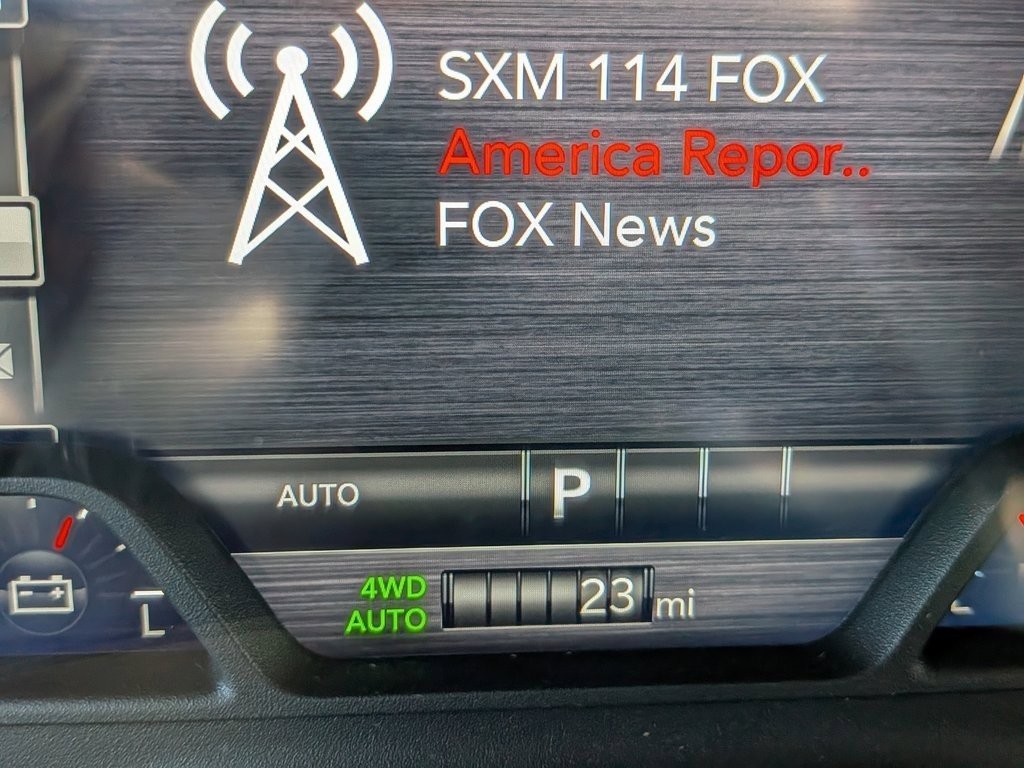 SXM 114 FOX
America Repor..
FOX News
AUTO
P
4WD
AUTO
23 mi
L